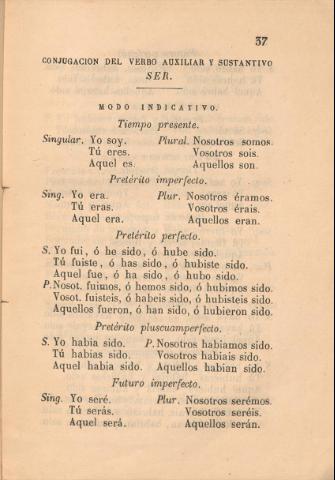 37
CONJUGACION DEL VERBO AUXILIAR Y SUSTANTIVO
SER.
MODO INDICATIVO.
Tiempo presente.
Singular. Yo soy. Plural. Nosotros somos.
Tú eres. Vosotros sois.
Aquel es. Aquellos son.
Pretérito imperfecto.
Sing. Yo era. Plur. Nosotros éramos.
Tú eras. Vosotros érais.
Aquel era. Aquellos eran.
Pretérito perfecto.
S. Yo fui, ó he sido, ó hube sido.
Tú fuiste, ó has sido, ó hubiste sido.
Aquel fue, ó ha sido, ó hubo sido.
P. Nosot. fuimos, ó hemos sido, ó hubimos sido.
Vosot. fuisteis, ó habeis sido, ó hubisteis sido.
Aquellos fueron, ó han sido, ó hubieron sido.
Pretérito pluscuamperfecto.
S. Yo habia sido. P. Nosotros habiamos sido.
Tú habias sido. Vosotros habiais sido.
Aquel habia sido. Aquellos habian sido.
Futuro imperfecto.
Sing. Yo seré. Plur. Nosotros serémos.
Tú serás. Vosotros seréis.
Aquel será. Aquellos serán.